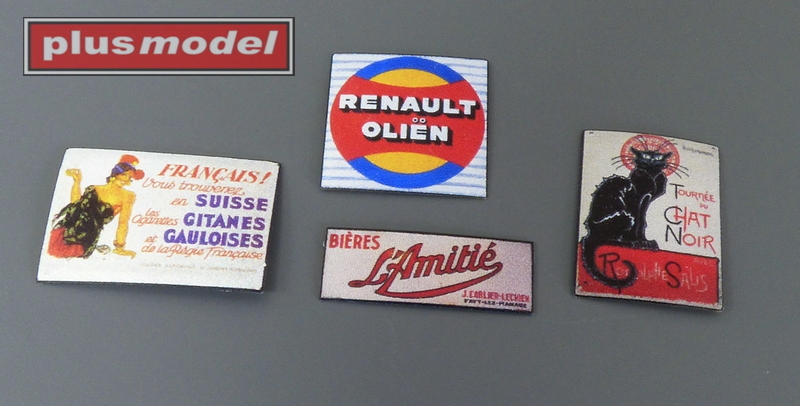 plusmodel
RENAULT
OLIËN
FRANÇAIS!
Vous trouverez
en SUISSE
les
Cigarettes GITANES
et GAULOISES
de la Régie Française
BIÈRES
L'Amitié
J. CARLIER-LECHIEN
TOURNÉE
DU
CHAT
NOIR
SALIS